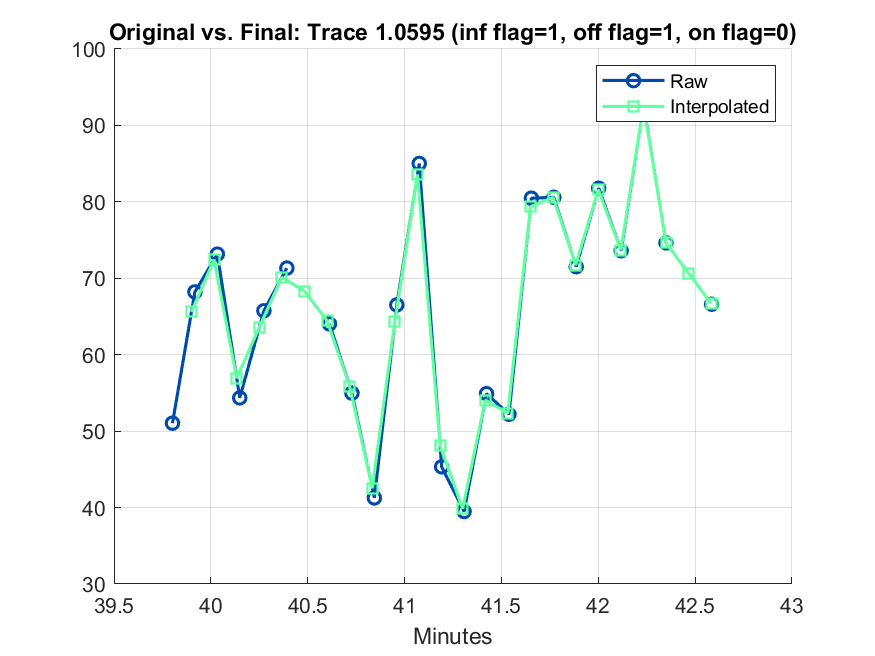 Original vs. Final: Trace 1.0595 (inf flag=1, off flag=1, on flag=0)
100
90
80
70
60
50
40
30
Raw
Interpolated
39.5 40 40.5 41 41.5 42 42.5 43
Minutes